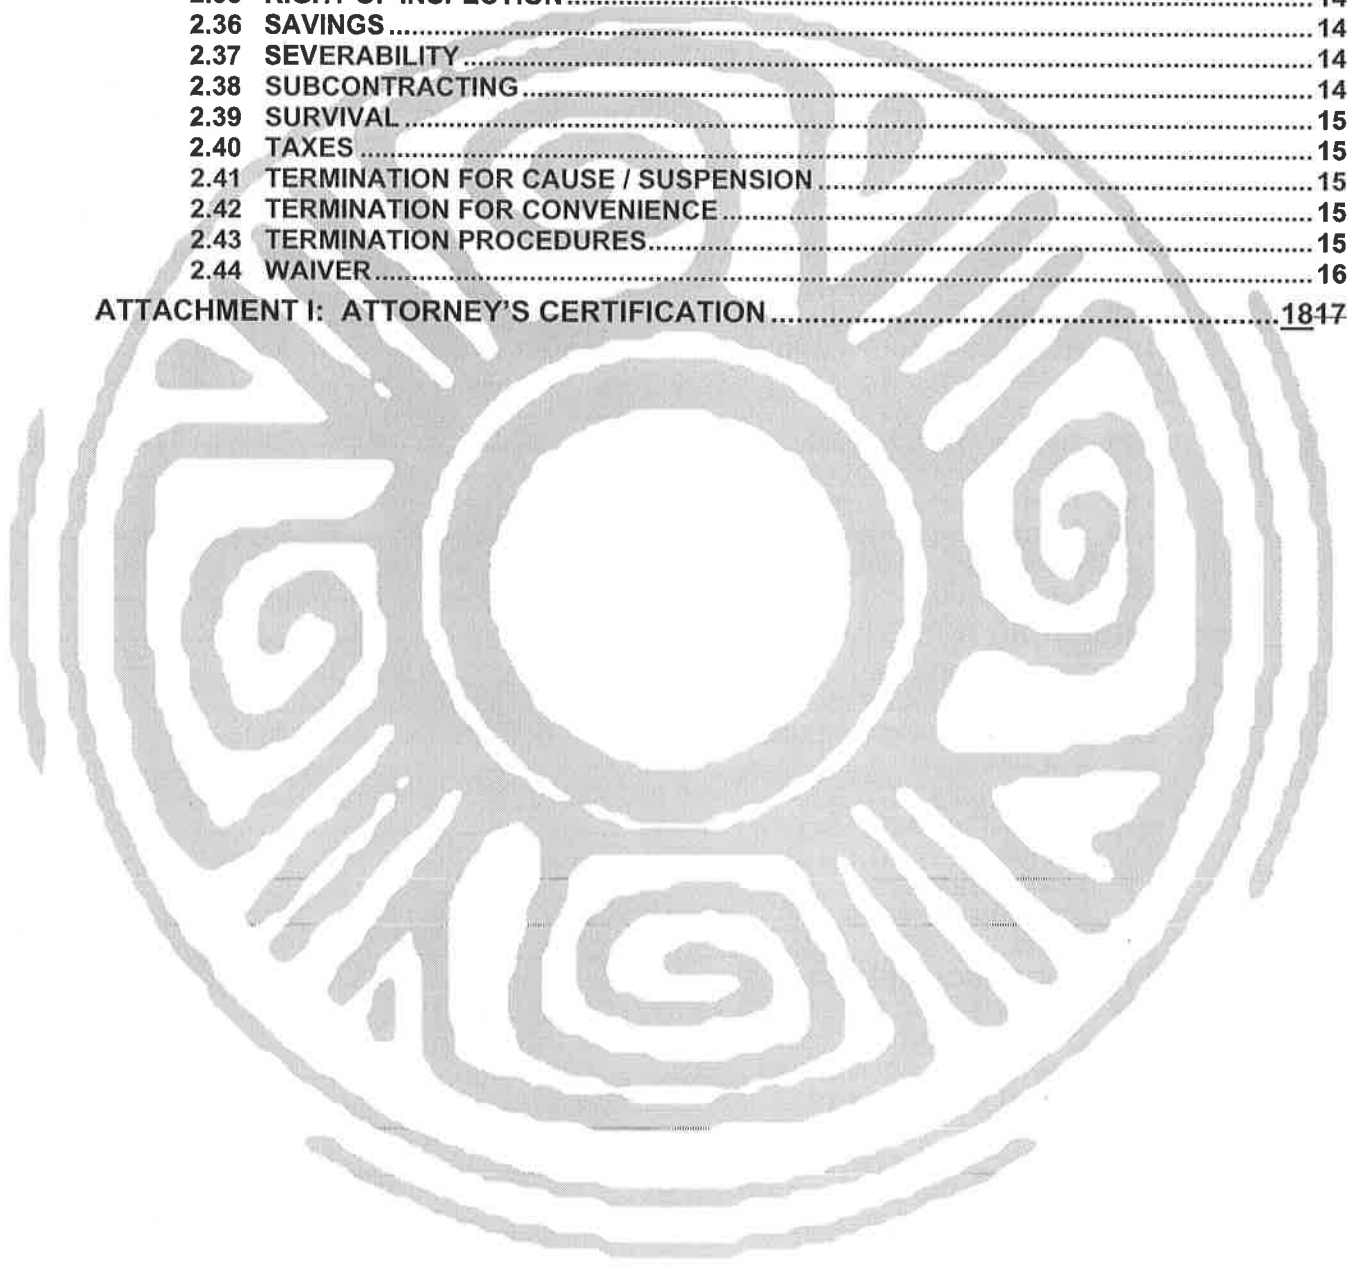 2.36 SAVINGS 14
2.37 SEVERABILITY 14
2.38 SUBCONTRACTING 14
2.39 SURVIVAL 15
2.40 TAXES 15
2.41 TERMINATION FOR CAUSE / SUSPENSION 15
2.42 TERMINATION FOR CONVENIENCE 15
2.43 TERMINATION PROCEDURES 15
2.44 WAIVER 16
ATTACHMENT I: ATTORNEY'S CERTIFICATION 1817